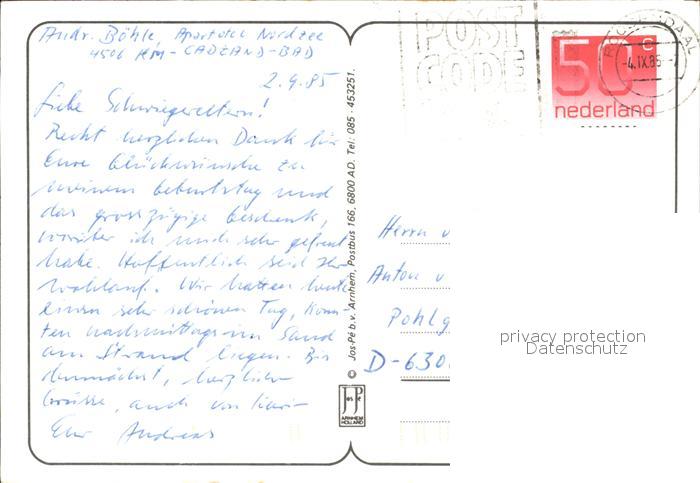 Andr. Böhle, Apartotel Nordzee
4506 KM - CADZAND-BAD
2.9.85
Liebe Schwiegereltern!
Recht herzlichen Dank für
Eure Glückwünsche zu
meinem Geburtstag und
das grosszügige Geschenk,
worüber ich mich sehr gefreut
habe. Hoffentlich seid Ihr
wohlauf. Wir hatten heute
einen sehr schönen Tag, konn-
ten nachmittags im Sand
am Strand liegen. Bis
demnächst, herzliche
Grüsse, auch von
Euer Andreas
© Jos-Pé b.v. Arnhem, Postbus 166, 6800 AD. Tel: 085 - 453251.
Jos Pé
ARNHEM
HOLLAND
POST
CODE
-4.IX.85-
50 c
nederland
Herrn
Anton
Pohlg
D-630
privacy protection
Datenschutz